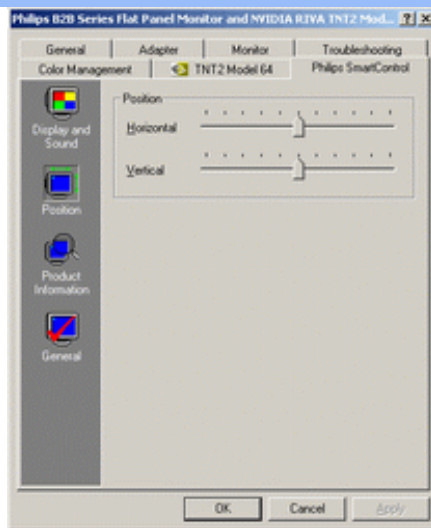 Philips B2B Series Flat Panel Monitor and NVIDIA RIVA TNT2 Mod...
General Adapter Monitor Troubleshooting
Color Management TNT2 Model 64 Philips SmartControl
Display and
Sound
Position
Product
Information
General
Position
Horizontal
Vertical
OK Cancel Apply